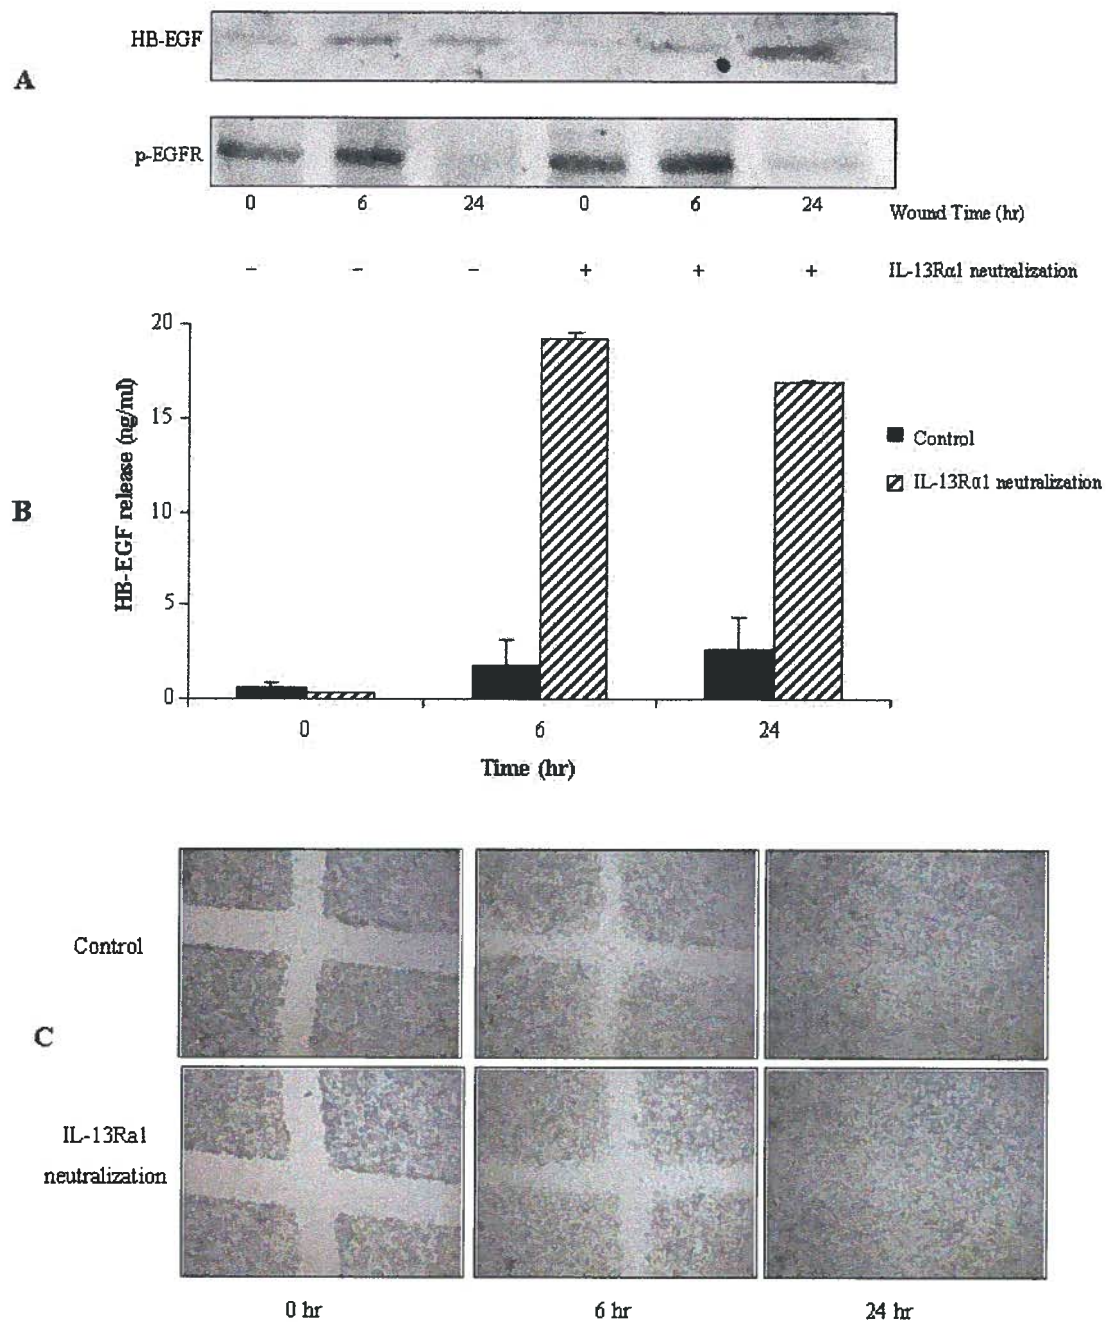 HB-EGF
A
p-EGFR
0 6 24 0 6 24
Wound Time (hr)
– – – + + +
IL-13Rα1 neutralization
20
15
10
5
0
HB-EGF release (ng/ml)
B
Control
IL-13Rα1 neutralization
0 6 24
Time (hr)
Control
C
IL-13Ra1
neutralization
0 hr 6 hr 24 hr